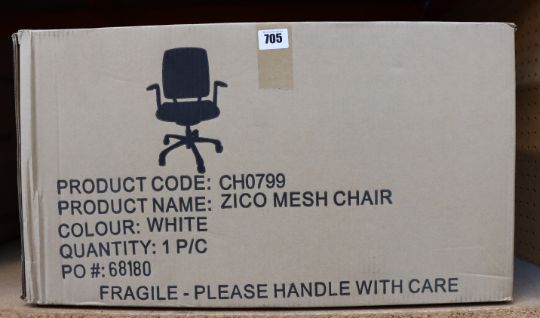 705
PRODUCT CODE: CH0799
PRODUCT NAME: ZICO MESH CHAIR
COLOUR: WHITE
QUANTITY: 1 P/C
PO #: 68180
FRAGILE - PLEASE HANDLE WITH CARE